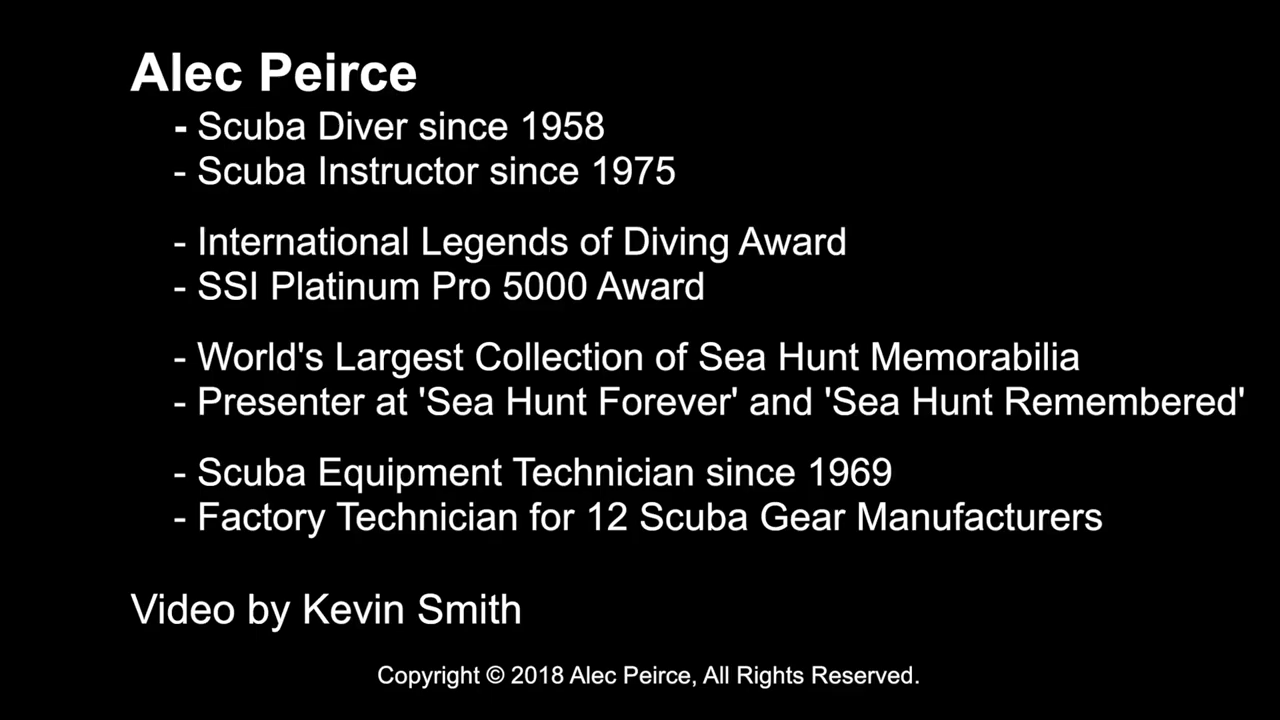 Alec Peirce
- Scuba Diver since 1958
- Scuba Instructor since 1975
- International Legends of Diving Award
- SSI Platinum Pro 5000 Award
- World's Largest Collection of Sea Hunt Memorabilia
- Presenter at 'Sea Hunt Forever' and 'Sea Hunt Remembered'
- Scuba Equipment Technician since 1969
- Factory Technician for 12 Scuba Gear Manufacturers
Video by Kevin Smith
Copyright © 2018 Alec Peirce, All Rights Reserved.